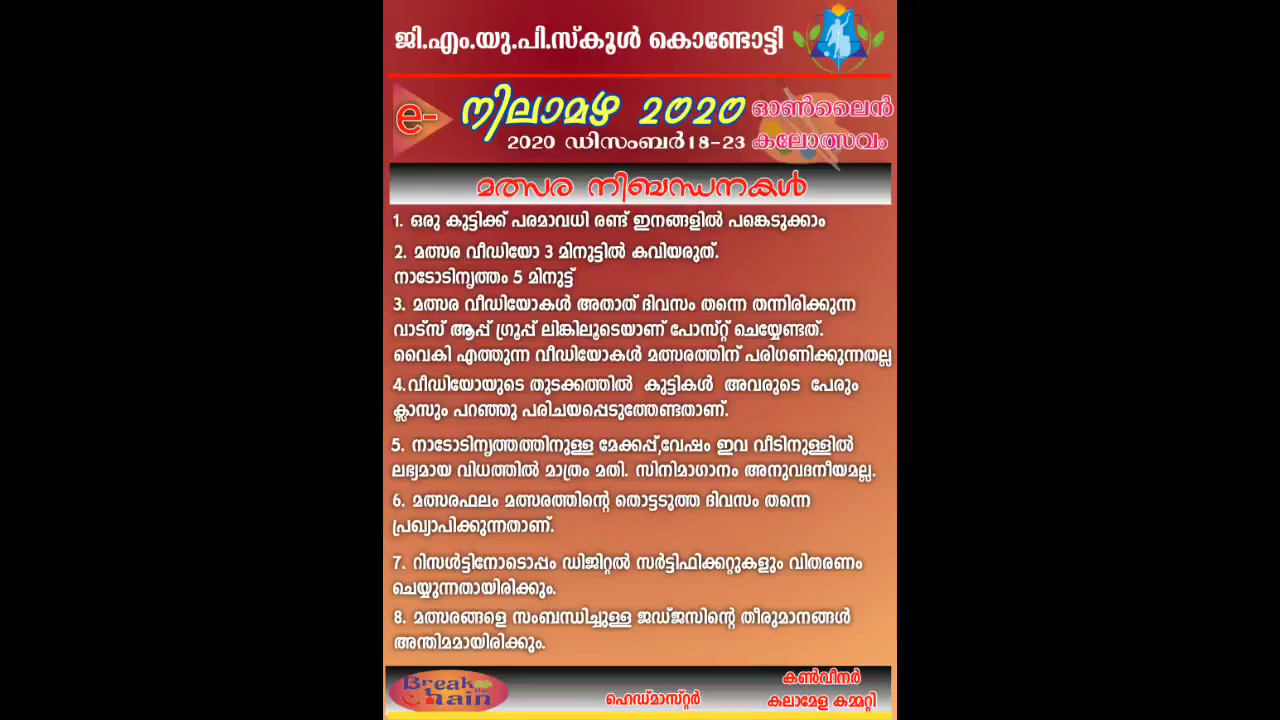 ജി.എം.യു.പി.സ്കൂൾ കൊണ്ടോട്ടി
e- നിലാമഴ 2020 ഓൺലൈൻ
2020 ഡിസംബർ 18-23 കലോത്സവം
മത്സര നിബന്ധനകൾ
1. ഒരു കുട്ടിക്ക് പരമാവധി രണ്ട് ഇനങ്ങളിൽ പങ്കെടുക്കാം
2. മത്സര വീഡിയോ 3 മിനുട്ടിൽ കവിയരുത്.
നാടോടിനൃത്തം 5 മിനുട്ട്
3. മത്സര വീഡിയോകൾ അതാത് ദിവസം തന്നെ തന്നിരിക്കുന്ന
വാട്സ് ആപ്പ് ഗ്രൂപ്പ് ലിങ്കിലൂടെയാണ് പോസ്റ്റ് ചെയ്യേണ്ടത്.
വൈകി എത്തുന്ന വീഡിയോകൾ മത്സരത്തിന് പരിഗണിക്കുന്നതല്ല
4.വീഡിയോയുടെ തുടക്കത്തിൽ കുട്ടികൾ അവരുടെ പേരും
ക്ലാസും പറഞ്ഞു പരിചയപ്പെടുത്തേണ്ടതാണ്.
5. നാടോടിനൃത്തത്തിനുള്ള മേക്കപ്പ്,വേഷം ഇവ വീടിനുള്ളിൽ
ലഭ്യമായ വിധത്തിൽ മാത്രം മതി. സിനിമാഗാനം അനുവദനീയമല്ല.
6. മത്സരഫലം മത്സരത്തിന്റെ തൊട്ടടുത്ത ദിവസം തന്നെ
പ്രഖ്യാപിക്കുന്നതാണ്.
7. റിസൾട്ടിനോടൊപ്പം ഡിജിറ്റൽ സർട്ടിഫിക്കറ്റുകളും വിതരണം
ചെയ്യുന്നതായിരിക്കും.
8. മത്സരങ്ങളെ സംബന്ധിച്ചുള്ള ജഡ്ജസിന്റെ തീരുമാനങ്ങൾ
അന്തിമമായിരിക്കും.
Break the
chain
ഹെഡ്മാസ്റ്റർ
കൺവീനർ
കലാമേള കമ്മറ്റി